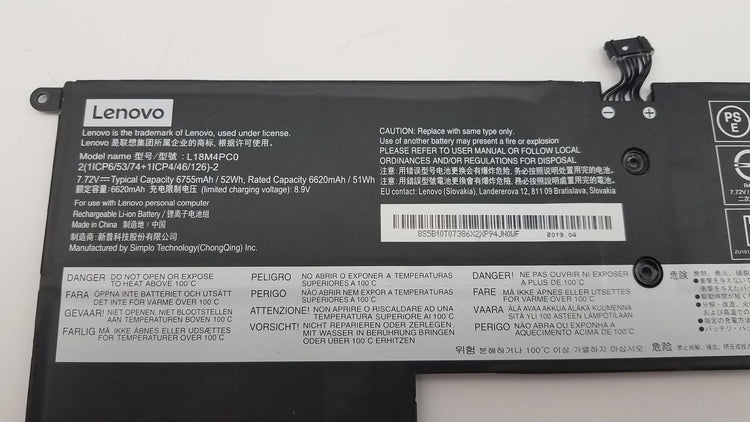 Lenovo
Lenovo is the trademark of Lenovo, used under license.
Lenovo 是联想集团所属企业的商标，根据许可使用.
Model name 型号/型號 : L18M4PC0
2(1ICP6/53/74+1ICP4/46/126)-2
7.72V⎓ Typical Capacity 6755mAh / 52Wh, Rated Capacity 6620mAh / 51Wh
额定容量:6620mAh 充电限制电压 (limited charging voltage): 8.9V
For use with Lenovo personal computer
Rechargeable Li-ion Battery / 锂离子电池组
Made in China 中国制造
制造商：新普科技股份有限公司
Manufactured by Simplo Technology(ChongQing)
CAUTION: Replace with same type only.
Use of another battery may present a fire or explosion
PLEASE DISPOSE OF PROPERLY. FOLLOW LOCAL
ORDINANCES AND/OR REGULATIONS FOR DISPOSAL
注意: 用错误型号电池更换会有爆炸危险, 务必按照说明处置用完的电池.
注意: 用錯誤型號電池更換會有爆炸危險, 務必按照說明處置用完的電池.
EU contact: Lenovo (Slovakia), Landererova 12, 811 09 Bratislava, Slovakia
8S5B10T07386X2XP94JN0WF
2019.04
− +
PS
E
7.72V
DANGER DO NOT OPEN OR EXPOSE TO HEAT ABOVE 100°C
FARA ÖPPNA INTE BATTERIET OCH UTSÄTT INTE FÖR VÄRME ÖVER 100°C
GEVAAR! NIET OPENEN, NIET BLOOTSTELLEN AAN TEMPERATUREN BOVEN 100°C
FARLIG MÅ IKKE ÅBNES ELLER UDSÆTTES FOR TEMPERATUR OVER 100°C
PELIGRO NO ABRIR O EXPONER A TEMPERATURAS SUPERIORES A 100°C
PERIGO NÃO ABRIR OU EXPOR A TEMPERATURAS SUPERIORES A 100°C
ATTENZIONE! NON APRIRE O RISCALDARE AD UNA TEMPERATURA SUPERIORE AI 100°C
VORSICHT! NICHT REPARIEREN ODER ZERLEGEN, MIT WASSER IN BERÜHRUNG BRINGEN ODER ÜBER 100°C ERHITZEN
DANGER! NE PAS OUVRIR NI EXPOSER A PLUS DE 100°C
FARE MÅ IKKE ÅPNES ELLER UTSETTES FOR VARME OVER 100°C
VAARA ÄLÄ AVAA AKKUA ÄLÄKÄ KUUMENNA SITÄ YLI 100 ASTEEN LÄMPÖTILAAN
PERIGO NÃO ABRA OU EXPONHA A AQUECIMENTO ACIMA DE 100°C
위험 분해하거나 100°C 이상 가열하지 마십시오.
危险
危険